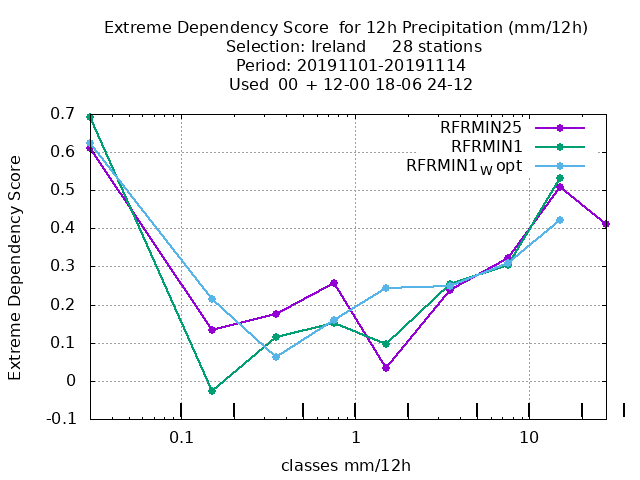 Extreme Dependency Score  for 12h Precipitation (mm/12h)
Selection: Ireland     28 stations
Period: 20191101-20191114
Used  00 + 12-00 18-06 24-12
RFRMIN25
RFRMIN1
RFRMIN1W opt
Extreme Dependency Score
0.7
0.6
0.5
0.4
0.3
0.2
0.1
0
-0.1
0.1
1
10
classes mm/12h